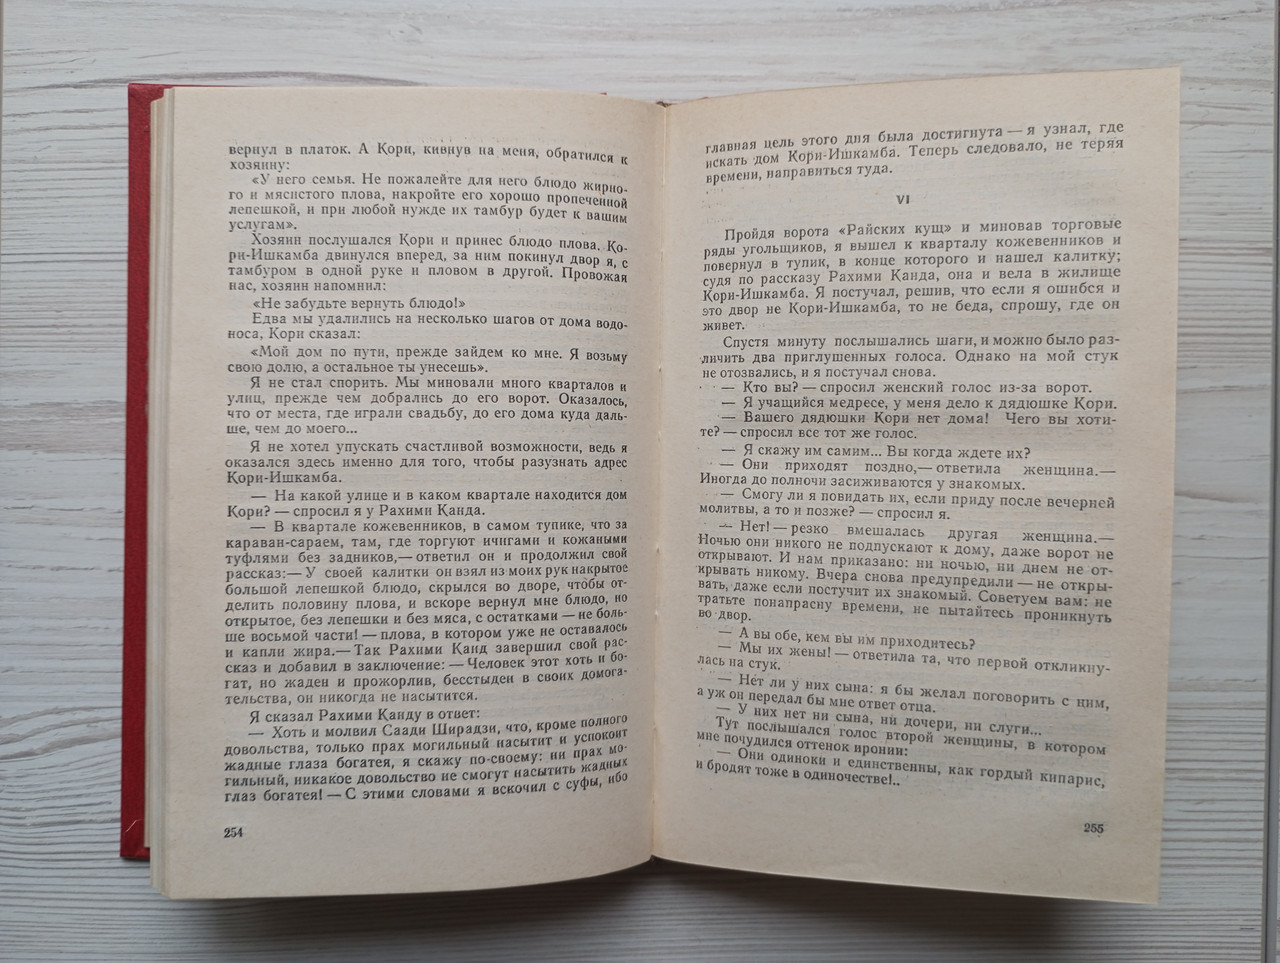 вернул в платок. А Кори, кивнув на меня, обратился к
хозяину:
«У него семья. Не пожалейте для него блюдо жирно-
го и мясистого плова, накройте его хорошо пропеченной
лепешкой, и при любой нужде их тамбур будет к вашим
услугам».
Хозяин послушался Кори и принес блюдо плова. Ко-
ри-Ишкамба двинулся вперед, за ним покинул двор я, с
тамбуром в одной руке и пловом в другой. Провожая
нас, хозяин напомнил:
«Не забудьте вернуть блюдо!»
Едва мы удалились на несколько шагов от дома водо-
носа, Кори сказал:
«Мой дом по пути, прежде зайдем ко мне. Я возьму
свою долю, а остальное ты унесешь».
Я не стал спорить. Мы миновали много кварталов и
улиц, прежде чем добрались до его ворот. Оказалось,
что от места, где играли свадьбу, до его дома куда даль-
ше, чем до моего...
Я не хотел упускать счастливой возможности, ведь я
оказался здесь именно для того, чтобы разузнать адрес
Кори-Ишкамба.
— На какой улице и в каком квартале находится дом
Кори? — спросил я у Рахими Канда.
— В квартале кожевенников, в самом тупике, что за
караван-сараем, там, где торгуют ичигами и кожаными
туфлями без задников,— ответил он и продолжил свой
рассказ:— У своей калитки он взял из моих рук накрытое
большой лепешкой блюдо, скрылся во дворе, чтобы от-
делить половину плова, и вскоре вернул мне блюдо, но
открытое, без лепешки и без мяса, с остатками — не боль-
ше восьмой части! — плова, в котором уже не оставалось
и капли жира.— Так Рахими Канд завершил свой рас-
сказ и добавил в заключение: — Человек этот хоть и бо-
гат, но жаден и прожорлив, бесстыден в своих домога-
тельства, он никогда не насытится.
Я сказал Рахими Канду в ответ:
— Хоть и молвил Саади Ширадзи, что, кроме полного
довольства, только прах могильный насытит и успокоит
жадные глаза богатея, я скажу по-своему: ни прах мо-
гильный, никакое довольство не смогут насытить жадных
глаз богатея! — С этими словами я вскочил с суфы, ибо
254
главная цель этого дня была достигнута — я узнал, где
искать дом Кори-Ишкамба. Теперь следовало, не теряя
времени, направиться туда.
VI
Пройдя ворота «Райских кущ» и миновав торговые
ряды угольщиков, я вышел к кварталу кожевенников и
повернул в тупик, в конце которого и нашел калитку;
судя по рассказу Рахими Канда, она и вела в жилище
Кори-Ишкамба. Я постучал, решив, что если я ошибся и
это двор не Кори-Ишкамба, то не беда, спрошу, где он
живет.
Спустя минуту послышались шаги, и можно было раз-
личить два приглушенных голоса. Однако на мой стук
не отозвались, и я постучал снова.
— Кто вы? — спросил женский голос из-за ворот.
— Я учащийся медресе, у меня дело к дядюшке Кори.
— Вашего дядюшки Кори нет дома! Чего вы хоти-
те? — спросил все тот же голос.
— Я скажу им самим... Вы когда ждете их?
— Они приходят поздно,— ответила женщина.—
Иногда до полночи засиживаются у знакомых.
— Смогу ли я повидать их, если приду после вечерней
молитвы, а то и позже? — спросил я.
— Нет! — резко вмешалась другая женщина.—
Ночью они никого не подпускают к дому, даже ворот не
открывают. И нам приказано: ни ночью, ни днем не от-
крывать никому. Вчера снова предупредили — не откры-
вать, даже если постучит их знакомый. Советуем вам: не
тратьте понапрасну времени, не пытайтесь проникнуть
во двор.
— А вы обе, кем вы им приходитесь?
— Мы их жены! — ответила та, что первой откликну-
лась на стук.
— Нет ли у них сына: я бы желал поговорить с ним,
а уж он передал бы мне ответ отца.
— У них нет ни сына, ни дочери, ни слуги...
Тут послышался голос второй женщины, в котором
мне почудился оттенок иронии:
— Они одиноки и единственны, как гордый кипарис,
и бродят тоже в одиночестве!..
255